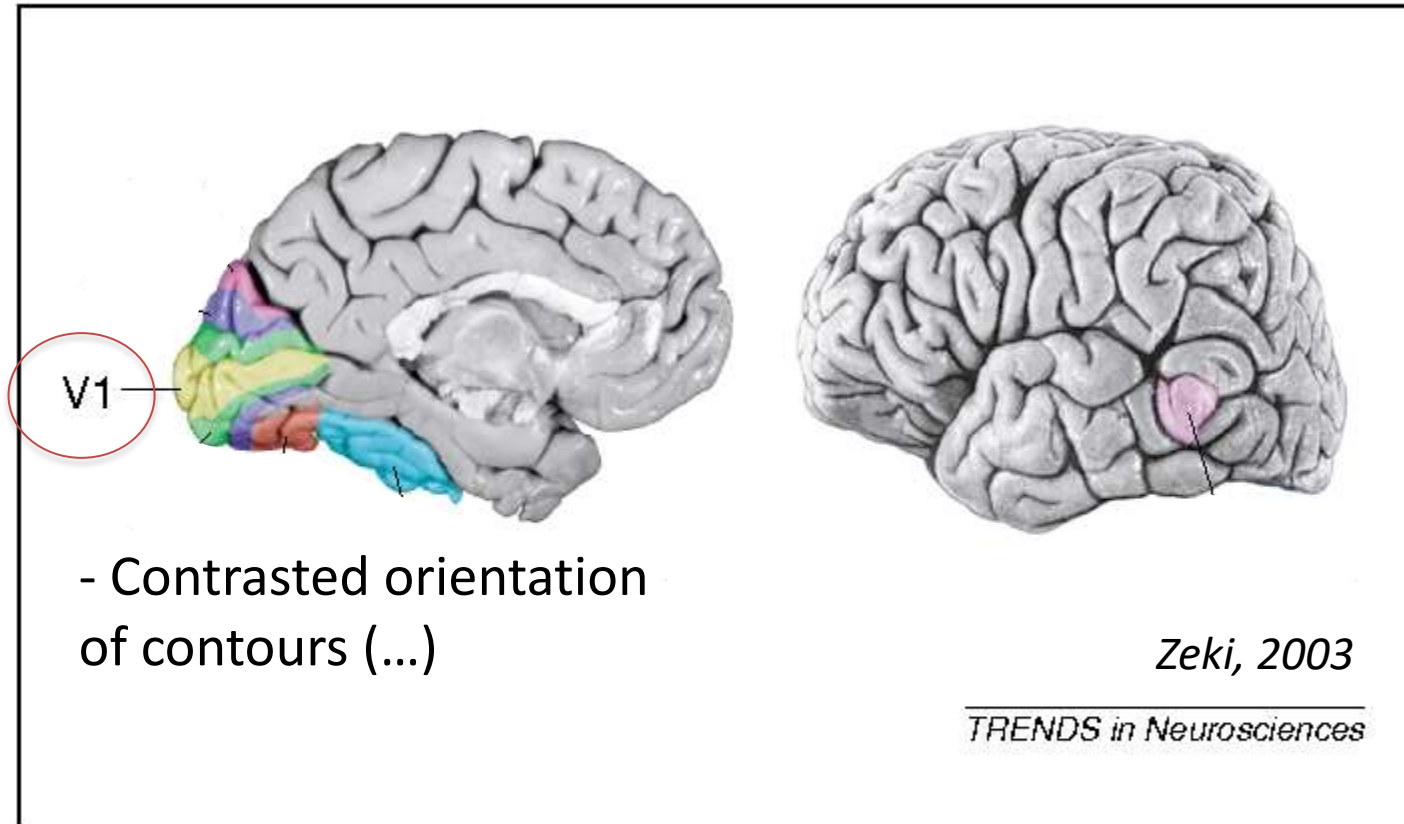 V1
- Contrasted orientation
of contours (...)
Zeki, 2003
TRENDS in Neurosciences